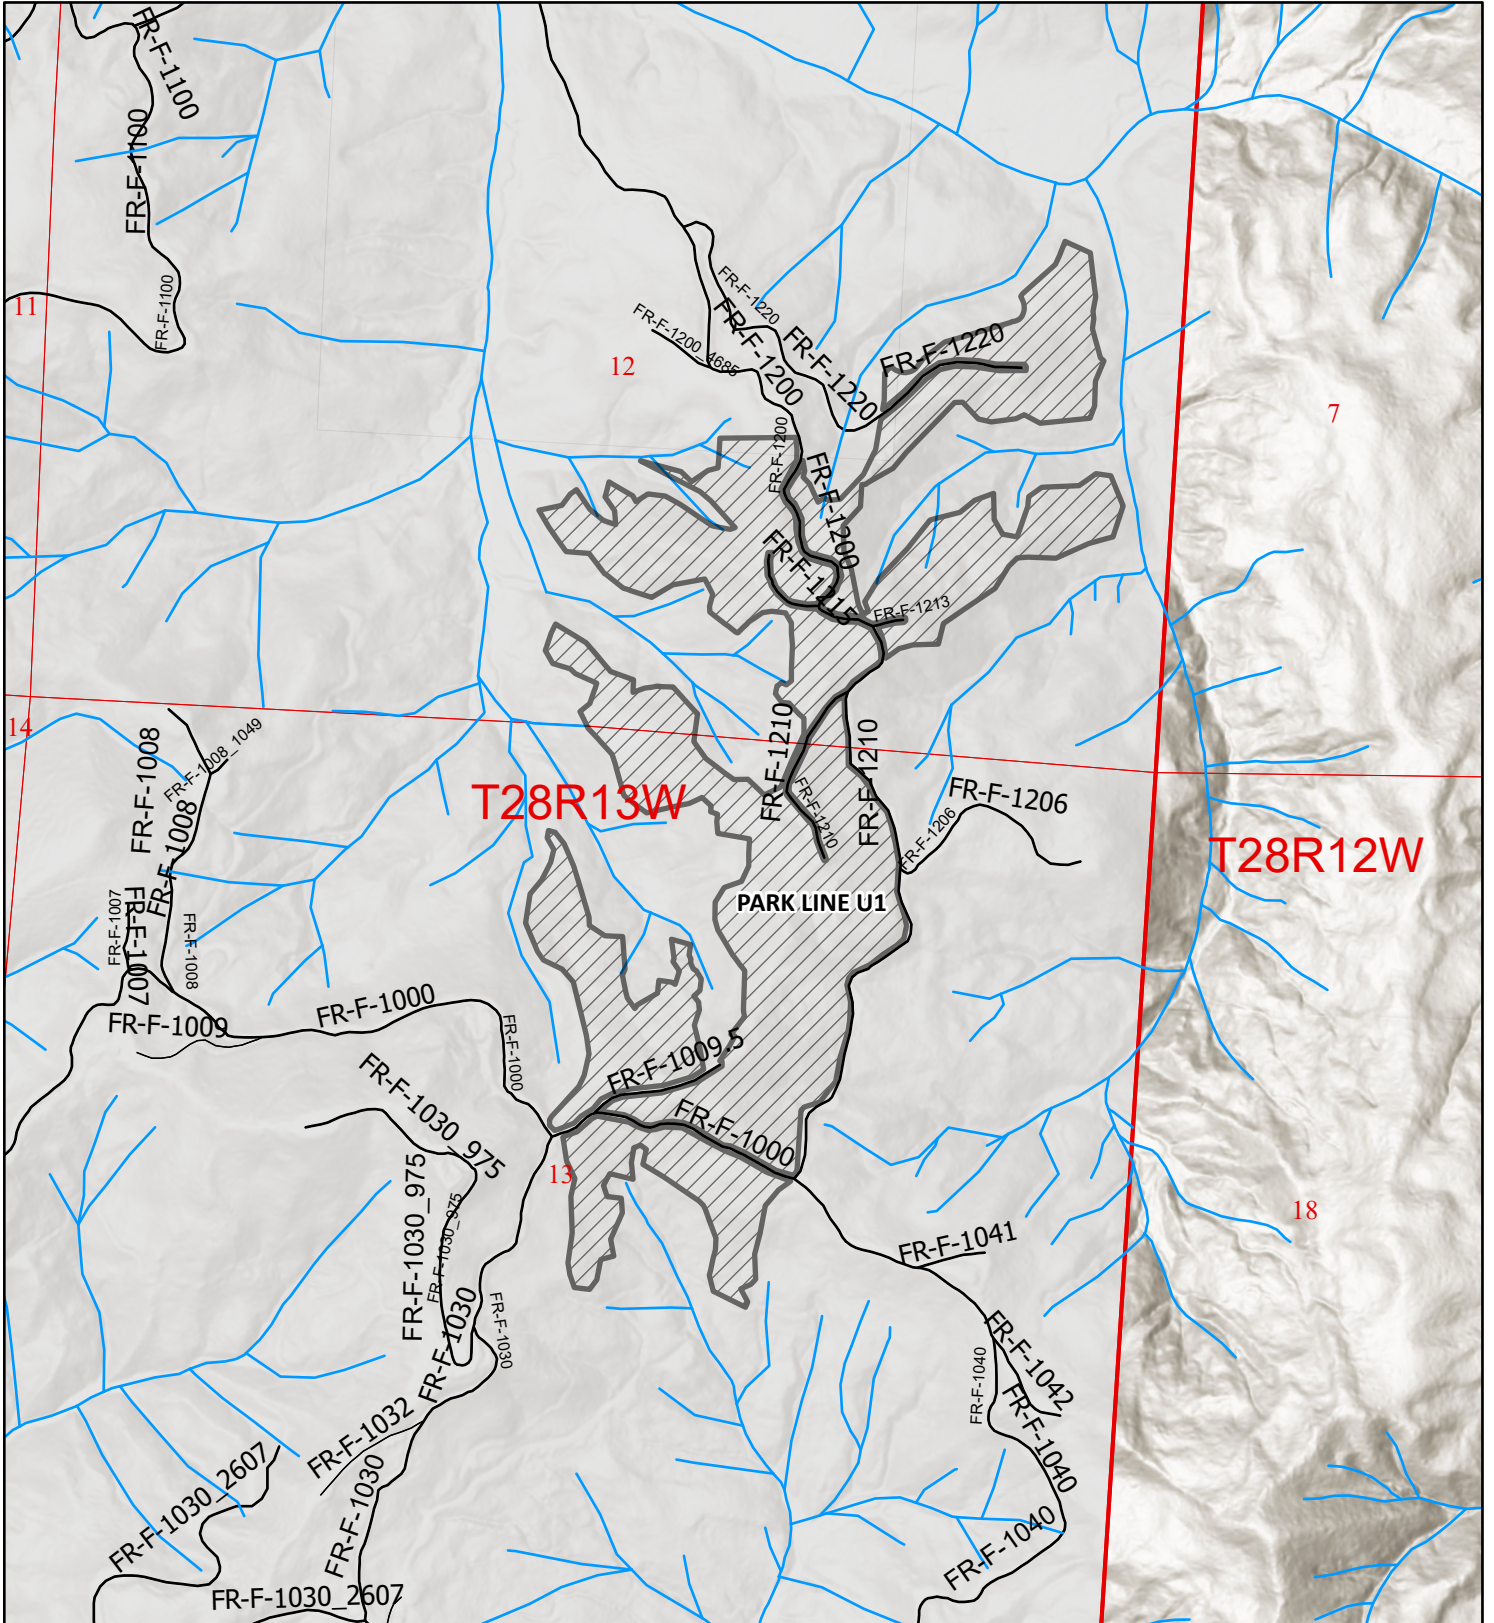 FR-F-1100
FR-F-1100
FR-F-1100
11
FR-F-1220
FR-F-1200
FR-F-1200_4685
FR-F-1220
FR-F-1220
12
7
FR-F-1200
FR-F-1200
FR-F-1215
FR-F-1213
14
FR-F-1008
FR-F-1008_1049
FR-F-1008
FR-F-1210
FR-F-1210
FR-F-1210
T28R13W
FR-F-1206
FR-F-1206
T28R12W
FR-F-1007
FR-F-1007
FR-F-1008
PARK LINE U1
FR-F-1009
FR-F-1000
FR-F-1000
FR-F-1009.5
FR-F-1030_975
FR-F-1000
13
FR-F-1030_975
FR-F-1030_975
18
FR-F-1041
FR-F-1030
FR-F-1030
FR-F-1042
FR-F-1040
FR-F-1040
FR-F-1032
FR-F-1030_2607
FR-F-1030
FR-F-1040
FR-F-1030_2607